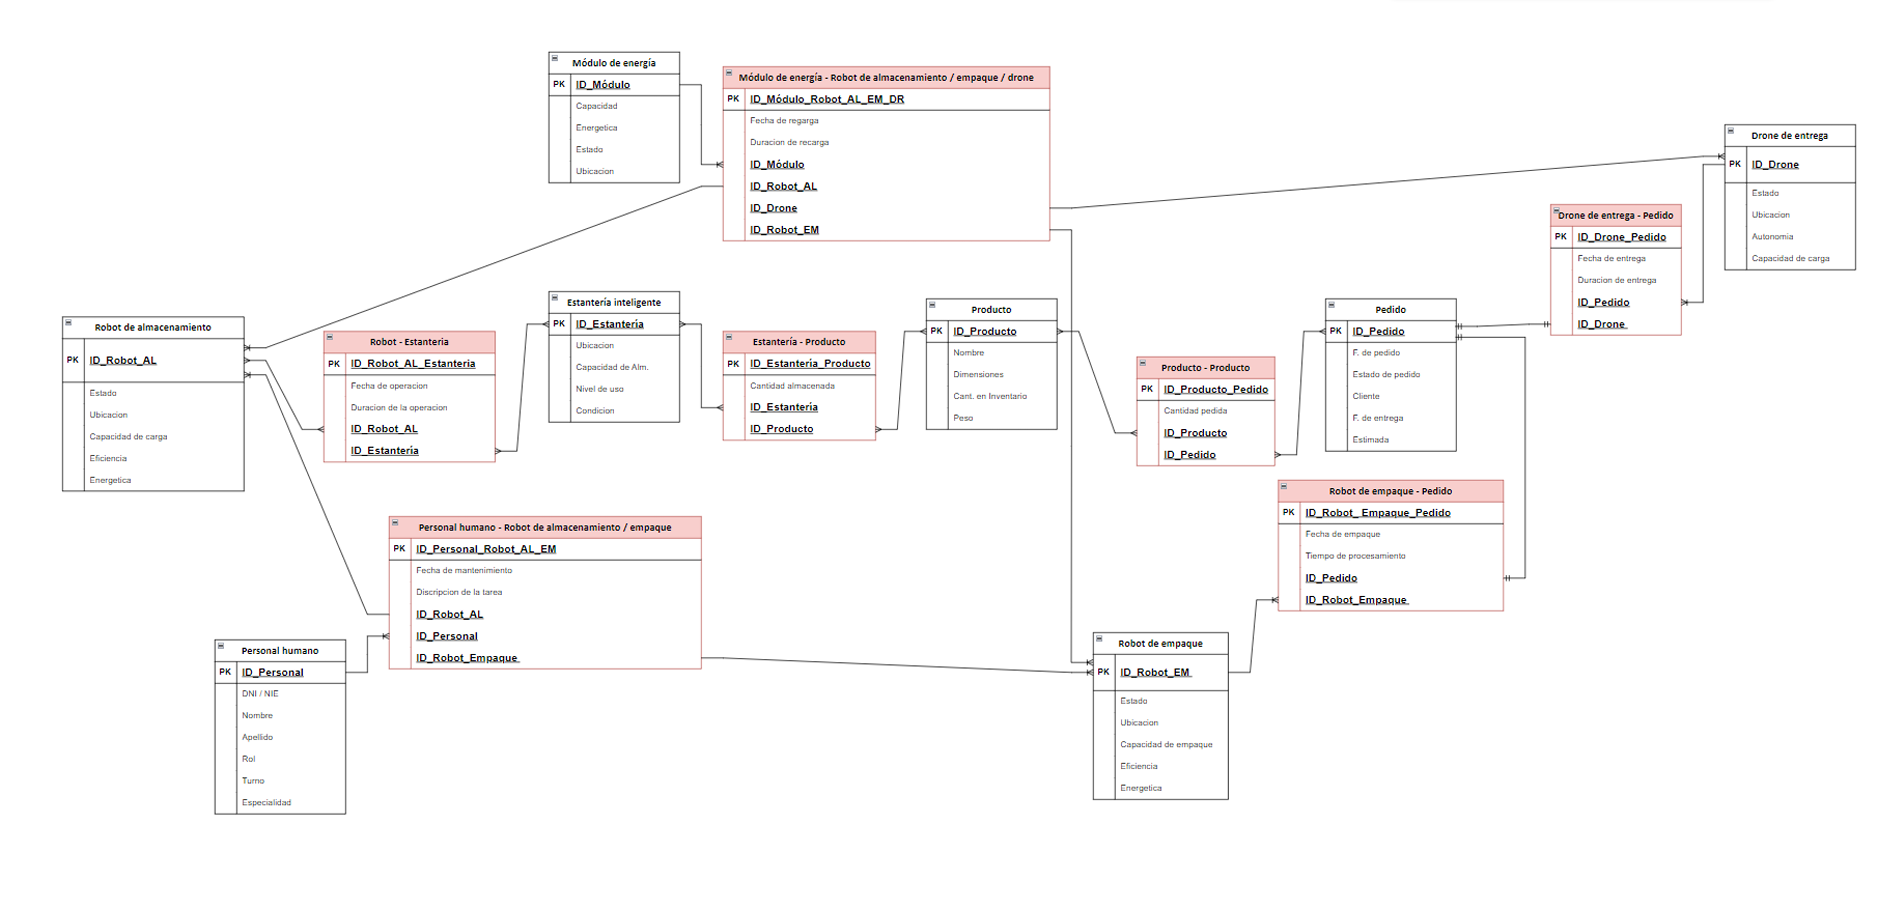 Módulo de energía
PK ID_Módulo
Capacidad
Energetica
Estado
Ubicacion
Módulo de energía - Robot de almacenamiento / empaque / drone
PK ID_Módulo_Robot_AL_EM_DR
Fecha de regarga
Duracion de recarga
ID_Módulo
ID_Robot_AL
ID_Drone
ID_Robot_EM
Drone de entrega
PK ID_Drone
Estado
Ubicacion
Autonomia
Capacidad de carga
Drone de entrega - Pedido
PK ID_Drone_Pedido
Fecha de entrega
Duracion de entrega
ID_Pedido
ID_Drone
Robot de almacenamiento
PK ID_Robot_AL
Estado
Ubicacion
Capacidad de carga
Eficiencia
Energetica
Robot - Estanteria
PK ID_Robot_AL_Estanteria
Fecha de operacion
Duracion de la operacion
ID_Robot_AL
ID_Estantería
Estantería inteligente
PK ID_Estantería
Ubicacion
Capacidad de Alm.
Nivel de uso
Condicion
Estantería - Producto
PK ID_Estanteria_Producto
Cantidad almacenada
ID_Estantería
ID_Producto
Producto
PK ID_Producto
Nombre
Dimensiones
Cant. en Inventario
Peso
Producto - Producto
PK ID_Producto_Pedido
Cantidad pedida
ID_Producto
ID_Pedido
Pedido
PK ID_Pedido
F. de pedido
Estado de pedido
Cliente
F. de entrega
Estimada
Robot de empaque - Pedido
PK ID_Robot_ Empaque_Pedido
Fecha de empaque
Tiempo de procesamiento
ID_Pedido
ID_Robot_Empaque
Personal humano - Robot de almacenamiento / empaque
PK ID_Personal_Robot_AL_EM
Fecha de mantenimiento
Discripcion de la tarea
ID_Robot_AL
ID_Personal
ID_Robot_Empaque
Personal humano
PK ID_Personal
DNI / NIE
Nombre
Apellido
Rol
Turno
Especialidad
Robot de empaque
PK ID_Robot_EM
Estado
Ubicacion
Capacidad de empaque
Eficiencia
Energetica